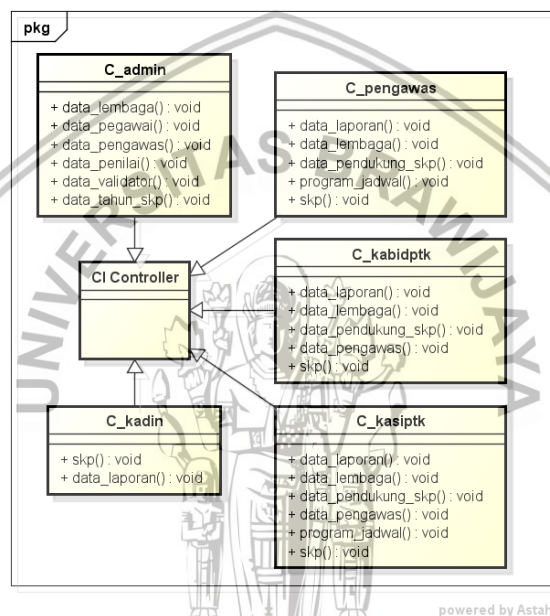 pkg
C_admin
+ data_lembaga() : void
+ data_pegawai() : void
+ data_pengawas() : void
+ data_penilai() : void
+ data_validator() : void
+ data_tahun_skp() : void
C_pengawas
+ data_laporan() : void
+ data_lembaga() : void
+ data_pendukung_skp() : void
+ program_jadwal() : void
+ skp() : void
CI Controller
C_kabidptk
+ data_laporan() : void
+ data_lembaga() : void
+ data_pendukung_skp() : void
+ data_pengawas() : void
+ skp() : void
C_kadin
+ skp() : void
+ data_laporan() : void
C_kasiptk
+ data_laporan() : void
+ data_lembaga() : void
+ data_pendukung_skp() : void
+ data_pengawas() : void
+ program_jadwal() : void
+ skp() : void
UNIVERSITAS BRAWIJAYA
powered by Astah